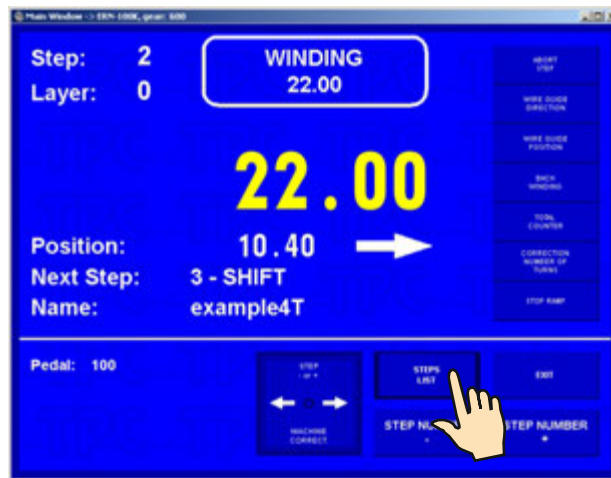 Main Window -> ERN-100K, gear: 600
Step: 2
Layer: 0
WINDING
22.00
22.00
Position: 10.40
Next Step: 3 - SHIFT
Name: example4T
ABORT
STEP
WIRE GUIDE
DIRECTION
WIRE GUIDE
POSITION
BACK
WINDING
TOTAL
COUNTER
CORRECTION
NUMBER OF
TURNS
STOP RAMP
Pedal: 100
STEP
- or +
MACHINE
CORRECT.
STEPS
LIST
EXIT
STEP
-
STEP NUMBER
+